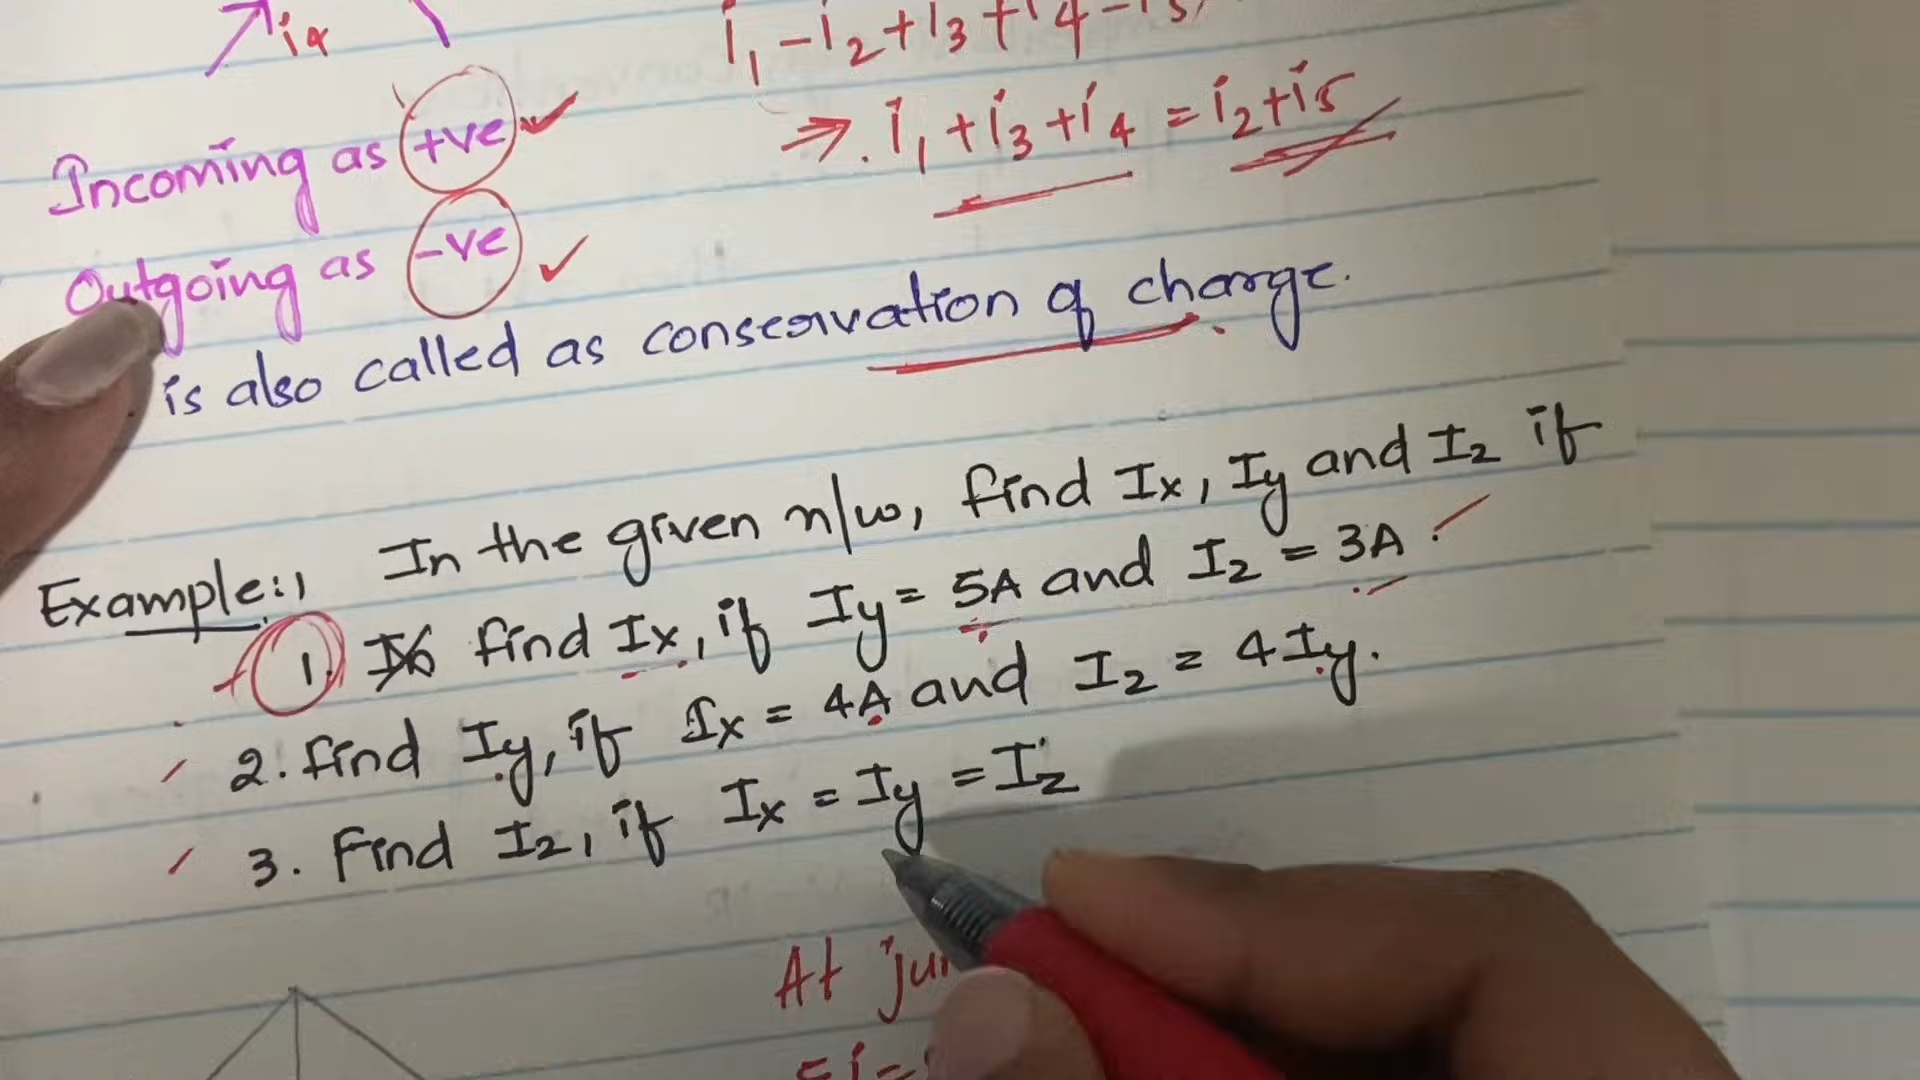 i4
i1 - i2 + i3 + i4 - i5
⇒ i1 + i3 + i4 = i2 + i5
Incoming as +ve
Outgoing as -ve
is also called as conservation of charge.
Example:, In the given n/w, find Ix, Iy and Iz if
1. find Ix, if Iy = 5A and Iz = 3A
2. find Iy, if Ix = 4A and Iz = 4Iy.
3. Find Iz, if Ix = Iy = Iz
At